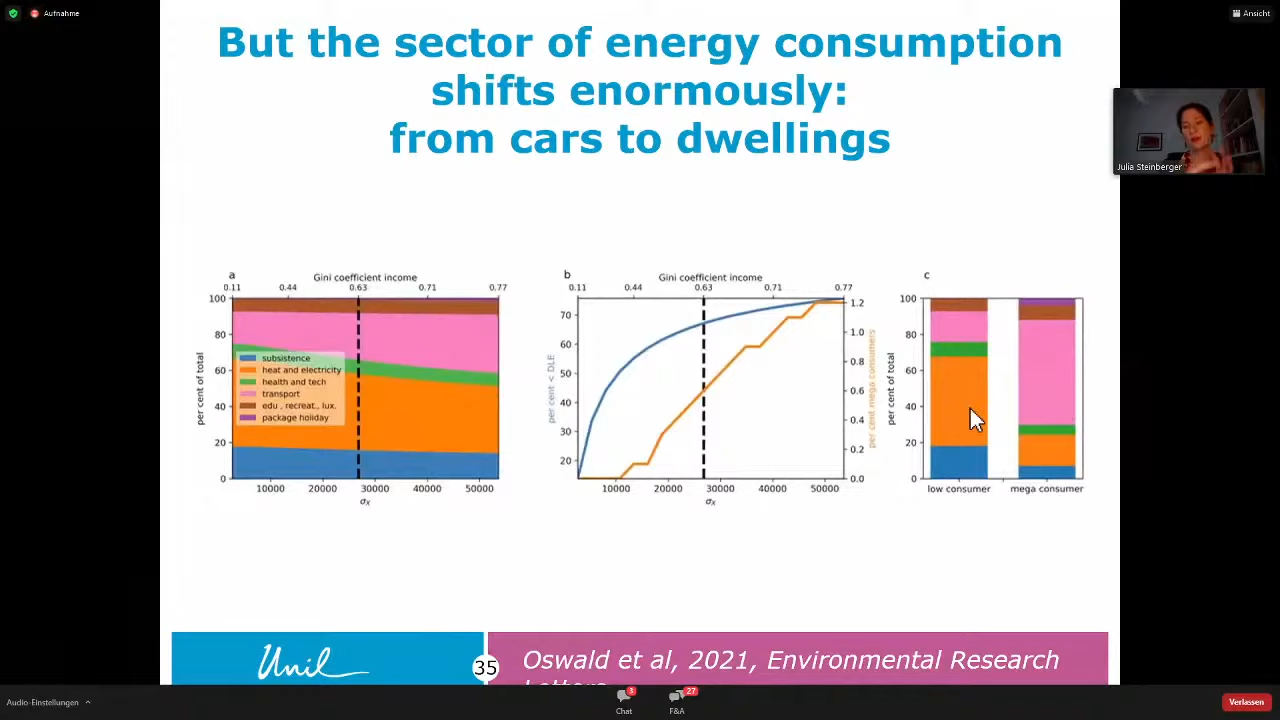 Aufnahme
Ansicht
But the sector of energy consumption
shifts enormously:
from cars to dwellings
Julia Steinberger
a
Gini coefficient income
0.11 0.44 0.63 0.71 0.77
100
80
60
40
20
0
per cent of total
subsistence
heat and electricity
health and tech
transport
edu , recreat., lux.
package holiday
10000 20000 30000 40000 50000
σx
b
Gini coefficient income
0.11 0.44 0.63 0.71 0.77
70
60
50
40
30
20
per cent < DLE
1.2
1.0
0.8
0.6
0.4
0.2
0.0
per cent mega consumers
10000 20000 30000 40000 50000
σx
c
100
80
60
40
20
0
per cent of total
low consumer mega consumer
Unil
35
Oswald et al, 2021, Environmental Research
Letters
Audio-Einstellungen
3
Chat
27
F&A
Verlassen